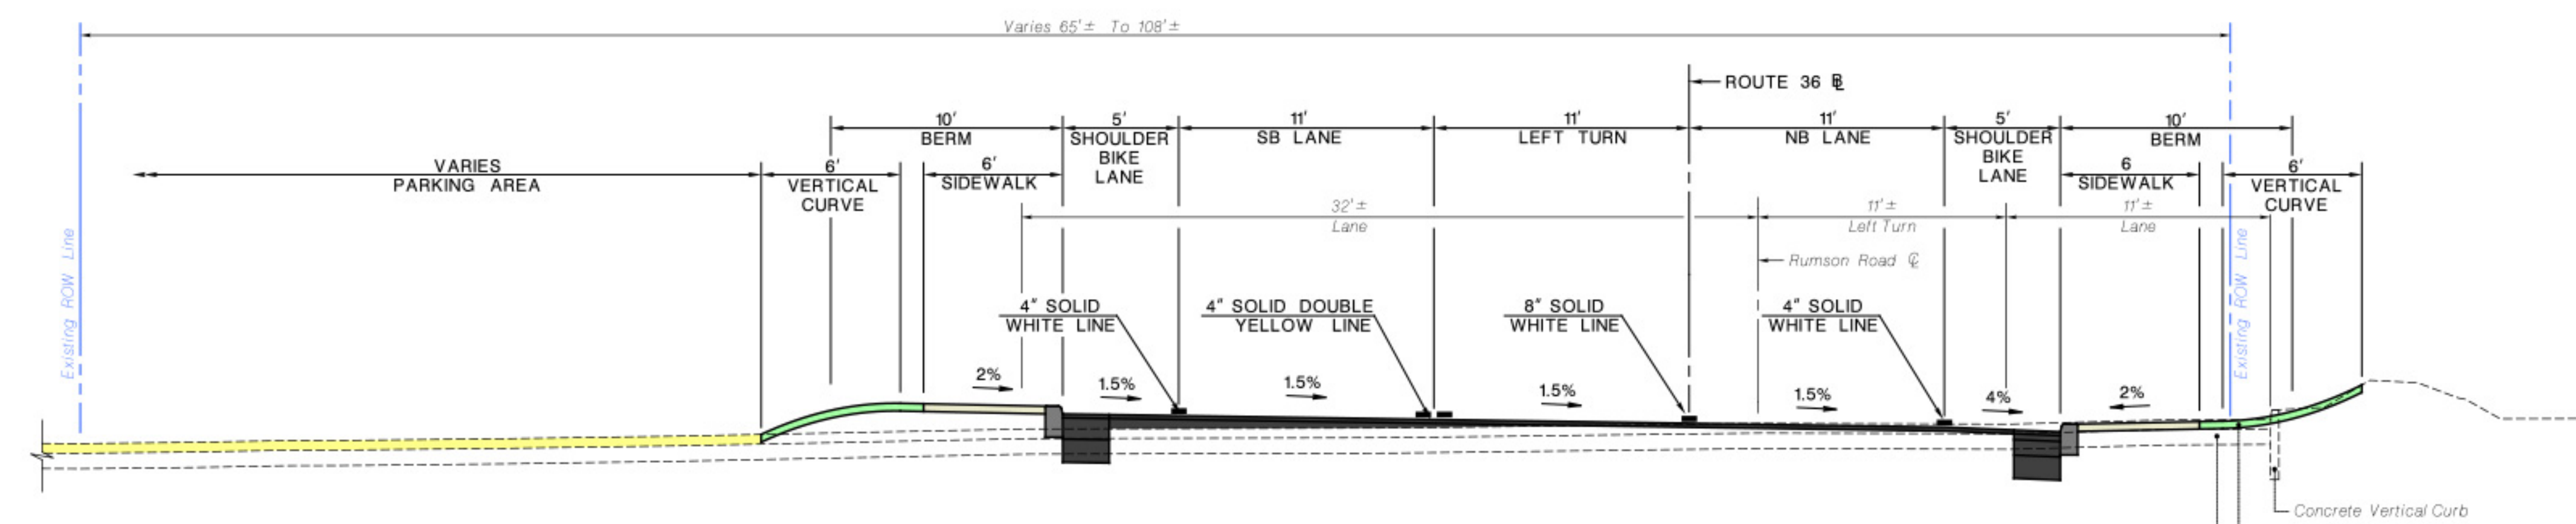 Varies 65'± To 108'±
ROUTE 36 BL
10'
BERM
5'
SHOULDER
BIKE
LANE
11'
SB LANE
11'
LEFT TURN
11'
NB LANE
5'
SHOULDER
BIKE
LANE
10'
BERM
VARIES
PARKING AREA
6'
VERTICAL
CURVE
6'
SIDEWALK
6
SIDEWALK
6'
VERTICAL
CURVE
32'±
Lane
11'±
Left Turn
11'±
Lane
Rumson Road CL
Existing ROW Line
Existing ROW Line
4" SOLID
WHITE LINE
4" SOLID DOUBLE
YELLOW LINE
8" SOLID
WHITE LINE
4" SOLID
WHITE LINE
2%
1.5%
1.5%
1.5%
1.5%
4%
2%
Concrete Vertical Curb